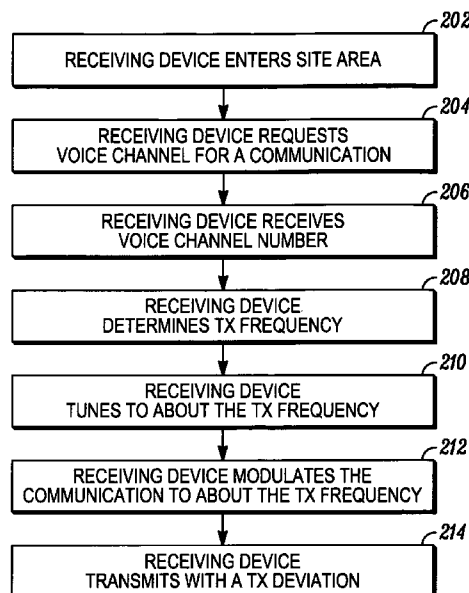 202
RECEIVING DEVICE ENTERS SITE AREA
204
RECEIVING DEVICE REQUESTS
VOICE CHANNEL FOR A COMMUNICATION
206
RECEIVING DEVICE RECEIVES
VOICE CHANNEL NUMBER
208
RECEIVING DEVICE
DETERMINES TX FREQUENCY
210
RECEIVING DEVICE
TUNES TO ABOUT THE TX FREQUENCY
212
RECEIVING DEVICE MODULATES THE
COMMUNICATION TO ABOUT THE TX FREQUENCY
214
RECEIVING DEVICE
TRANSMITS WITH A TX DEVIATION